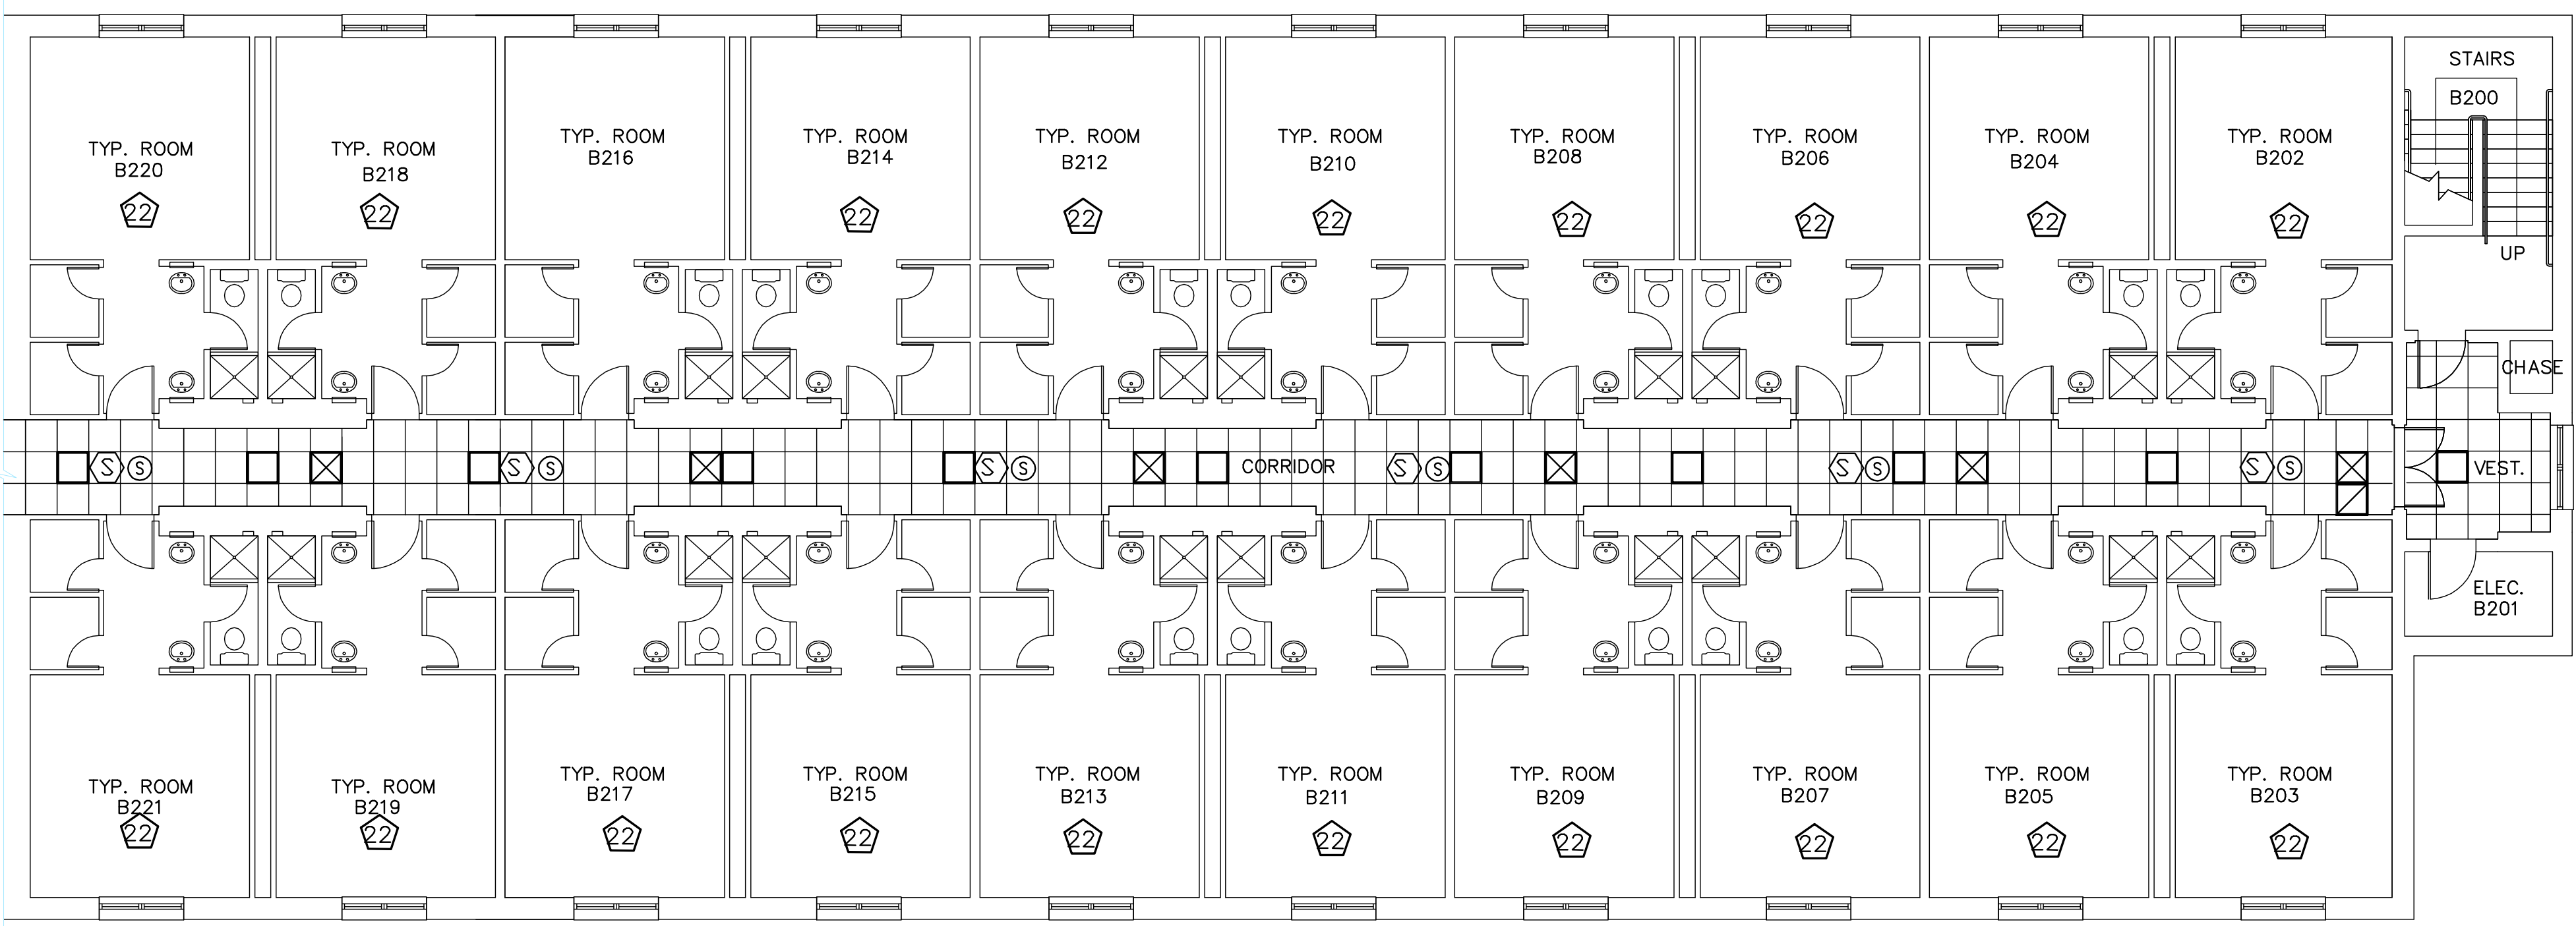 TYP. ROOM
B220
22
TYP. ROOM
B218
22
TYP. ROOM
B216
TYP. ROOM
B214
22
TYP. ROOM
B212
22
TYP. ROOM
B210
22
TYP. ROOM
B208
22
TYP. ROOM
B206
22
TYP. ROOM
B204
22
TYP. ROOM
B202
22
STAIRS
B200
UP
CHASE
S S
S S
S S
CORRIDOR
S S
S S
S S
VEST.
ELEC.
B201
TYP. ROOM
B221
22
TYP. ROOM
B219
22
TYP. ROOM
B217
22
TYP. ROOM
B215
22
TYP. ROOM
B213
22
TYP. ROOM
B211
22
TYP. ROOM
B209
22
TYP. ROOM
B207
22
TYP. ROOM
B205
22
TYP. ROOM
B203
22